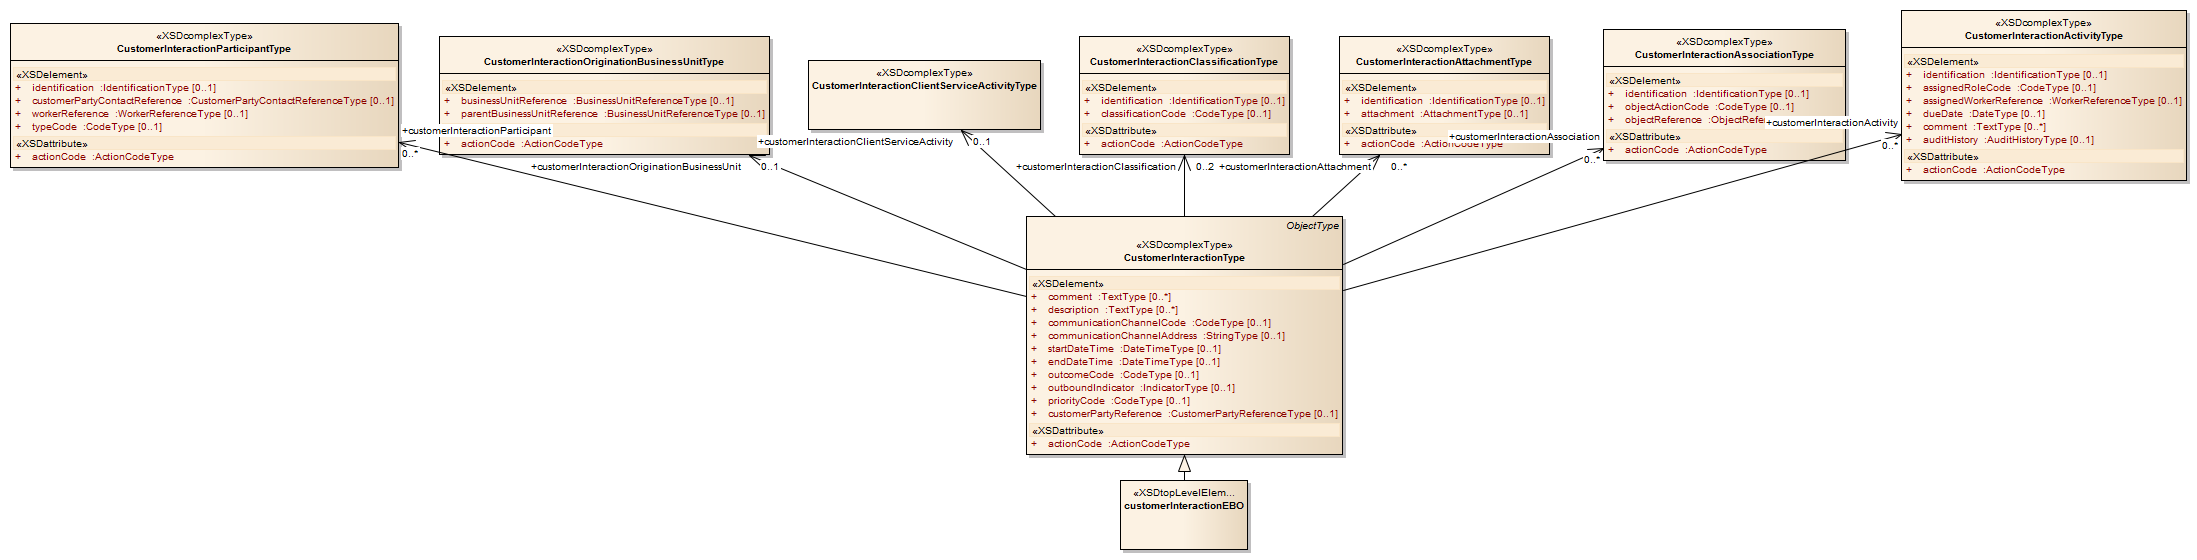 «XSDcomplexType»
CustomerInteractionParticipantType
«XSDelement»
+ identification :IdentificationType [0..1]
+ customerPartyContactReference :CustomerPartyContactReferenceType [0..1]
+ workerReference :WorkerReferenceType [0..1]
+ typeCode :CodeType [0..1]
«XSDattribute»
+ actionCode :ActionCodeType
«XSDcomplexType»
CustomerInteractionOriginationBusinessUnitType
«XSDelement»
+ businessUnitReference :BusinessUnitReferenceType [0..1]
+ parentBusinessUnitReference :BusinessUnitReferenceType [0..1]
+ actionCode :ActionCodeType
«XSDcomplexType»
CustomerInteractionClientServiceActivityType
«XSDcomplexType»
CustomerInteractionClassificationType
«XSDelement»
+ identification :IdentificationType [0..1]
+ classificationCode :CodeType [0..1]
«XSDattribute»
+ actionCode :ActionCodeType
«XSDcomplexType»
CustomerInteractionAttachmentType
«XSDelement»
+ identification :IdentificationType [0..1]
+ attachment :AttachmentType [0..1]
«XSDattribute»
+ actionCode :ActionCodeType
«XSDcomplexType»
CustomerInteractionAssociationType
«XSDelement»
+ identification :IdentificationType [0..1]
+ objectActionCode :CodeType [0..1]
+ objectReference :ObjectRefe
«XSDattribute»
+ actionCode :ActionCodeType
«XSDcomplexType»
CustomerInteractionActivityType
«XSDelement»
+ identification :IdentificationType [0..1]
+ assignedRoleCode :CodeType [0..1]
+ assignedWorkerReference :WorkerReferenceType [0..1]
+ dueDate :DateType [0..1]
+ comment :TextType [0..*]
+ auditHistory :AuditHistoryType [0..1]
«XSDattribute»
+ actionCode :ActionCodeType
+customerInteractionParticipant
0..*
+customerInteractionOriginationBusinessUnit
0..1
+customerInteractionClientServiceActivity
0..1
+customerInteractionClassification
0..2
+customerInteractionAttachment
0..*
+customerInteractionAssociation
0..*
+customerInteractionActivity
0..*
ObjectType
«XSDcomplexType»
CustomerInteractionType
«XSDelement»
+ comment :TextType [0..*]
+ description :TextType [0..*]
+ communicationChannelCode :CodeType [0..1]
+ communicationChannelAddress :StringType [0..1]
+ startDateTime :DateTimeType [0..1]
+ endDateTime :DateTimeType [0..1]
+ outcomeCode :CodeType [0..1]
+ outboundIndicator :IndicatorType [0..1]
+ priorityCode :CodeType [0..1]
+ customerPartyReference :CustomerPartyReferenceType [0..1]
«XSDattribute»
+ actionCode :ActionCodeType
«XSDtopLevelElem...
customerInteractionEBO